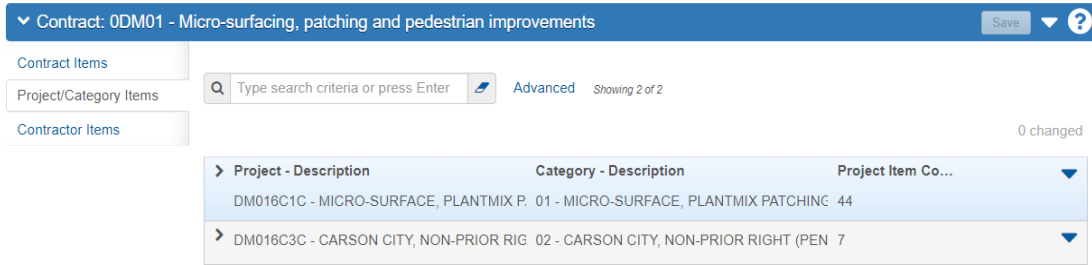 Contract: 0DM01 - Micro-surfacing, patching and pedestrian improvements
Save
?
Contract Items
Project/Category Items
Contractor Items
Type search criteria or press Enter
Advanced
Showing 2 of 2
0 changed
Project - Description Category - Description Project Item Co...
DM016C1C - MICRO-SURFACE, PLANTMIX P. 01 - MICRO-SURFACE, PLANTMIX PATCHING 44
DM016C3C - CARSON CITY, NON-PRIOR RIG 02 - CARSON CITY, NON-PRIOR RIGHT (PEN 7